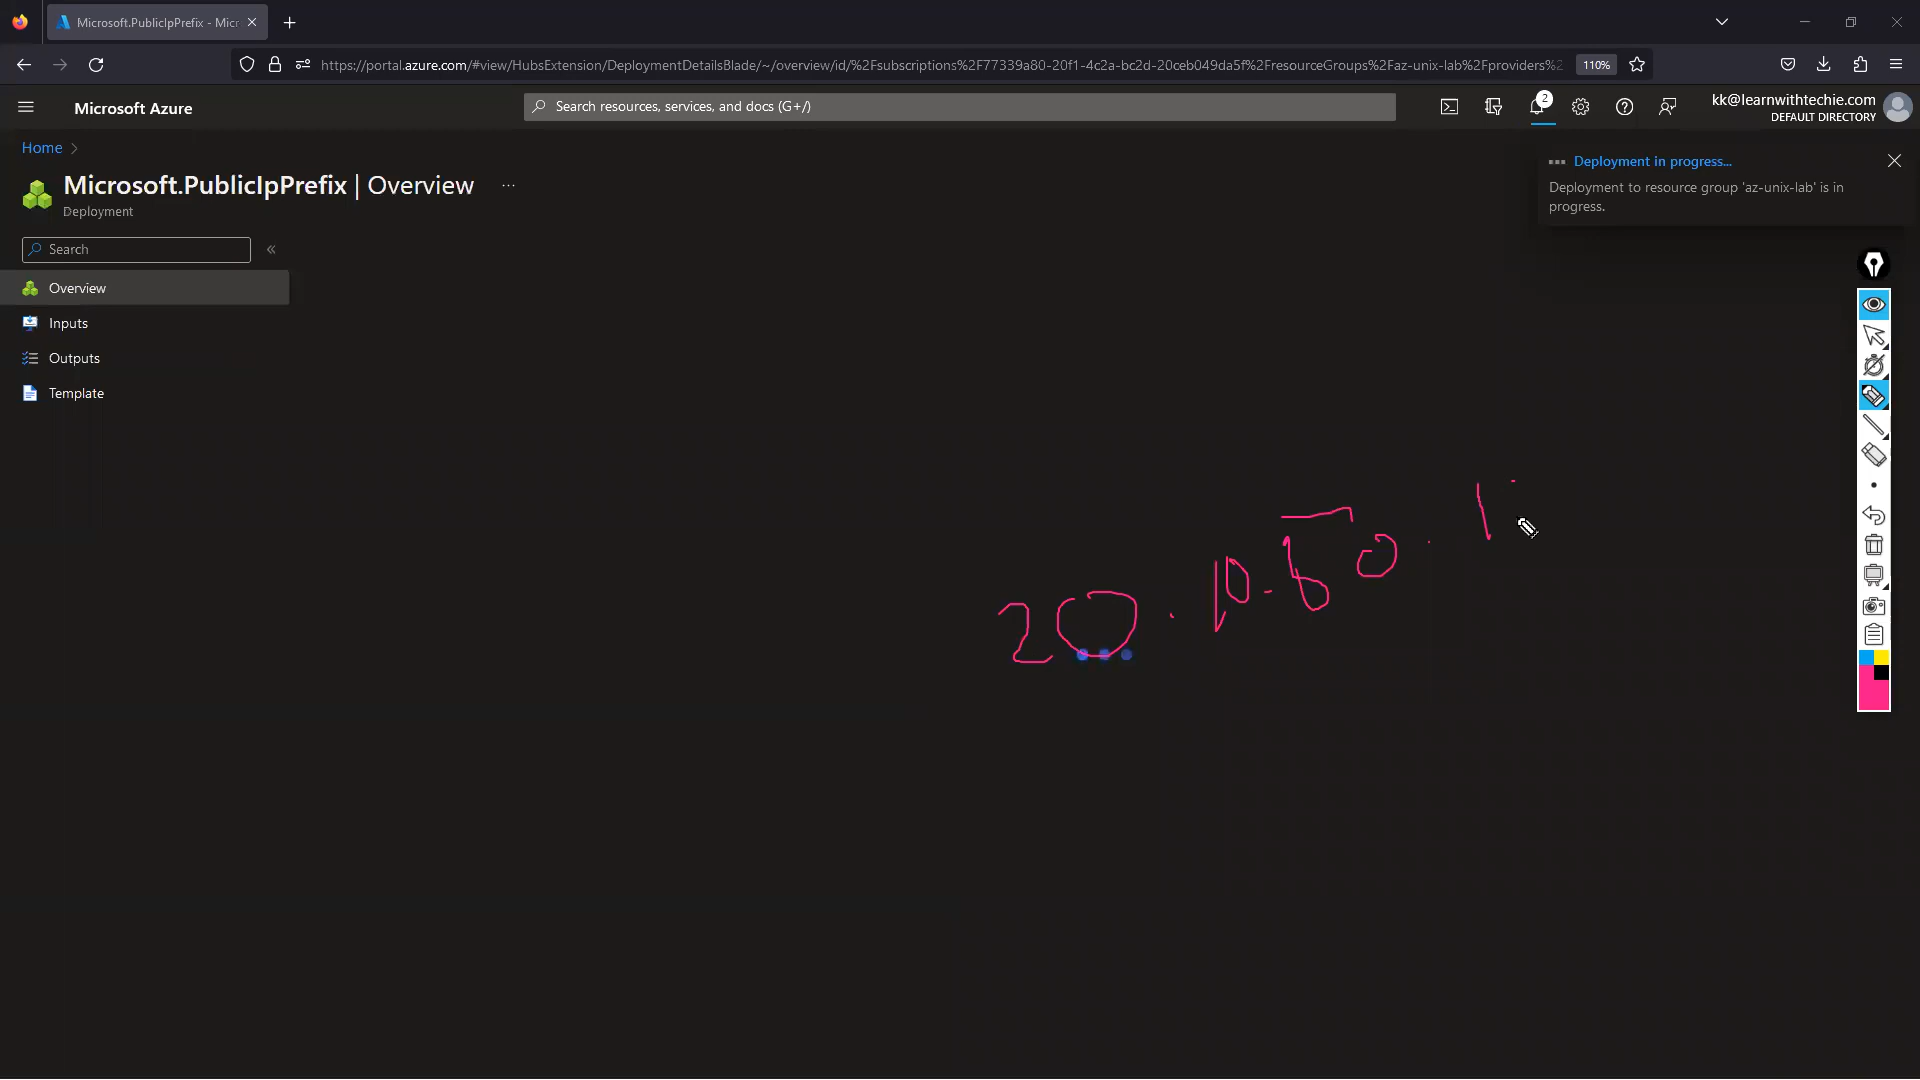 Microsoft.PublicIpPrefix - Micr
https://portal.azure.com/#view/HubsExtension/DeploymentDetailsBlade/~/overview/id/%2Fsubscriptions%2F77339a80-20f1-4c2a-bc2d-20ceb049da5f%2FresourceGroups%2Faz-unix-lab%2Fproviders%2
110%
Microsoft Azure
Search resources, services, and docs (G+/)
2
kk@learnwithtechie.com
DEFAULT DIRECTORY
Home
Microsoft.PublicIpPrefix | Overview
Deployment
Deployment in progress...
Deployment to resource group 'az-unix-lab' is in
progress.
Search
Overview
Inputs
Outputs
Template
20.10.50.1